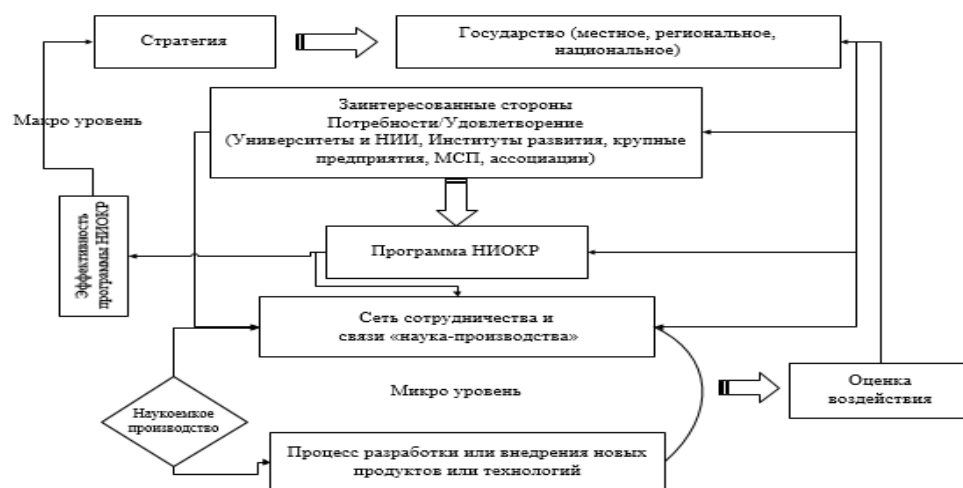 Стратегия
Государство (местное, региональное,
национальное)
Макро уровень
Заинтересованные стороны
Потребности/Удовлетворение
(Университеты и НИИ, Институты развития, крупные
предприятия, МСП, ассоциации)
Эффективность
программы НИОКР
Программа НИОКР
Сеть сотрудничества и
связи «наука-производства»
Микро уровень
Оценка
воздействия
Наукоемкое
производство
Процесс разработки или внедрения новых
продуктов или технологий